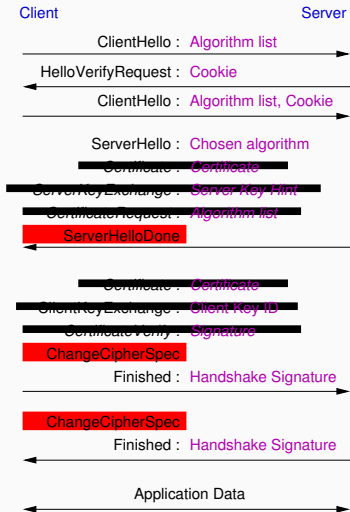 Client Server
ClientHello : Algorithm list
HelloVerifyRequest : Cookie
ClientHello : Algorithm list, Cookie
ServerHello : Chosen algorithm
Certificate : Certificate
ServerKeyExchange : Server Key Hint
CertificateRequest : Algorithm list
ServerHelloDone
Certificate : Certificate
ClientKeyExchange : Client Key ID
CertificateVerify : Signature
ChangeCipherSpec
Finished : Handshake Signature
ChangeCipherSpec
Finished : Handshake Signature
Application Data